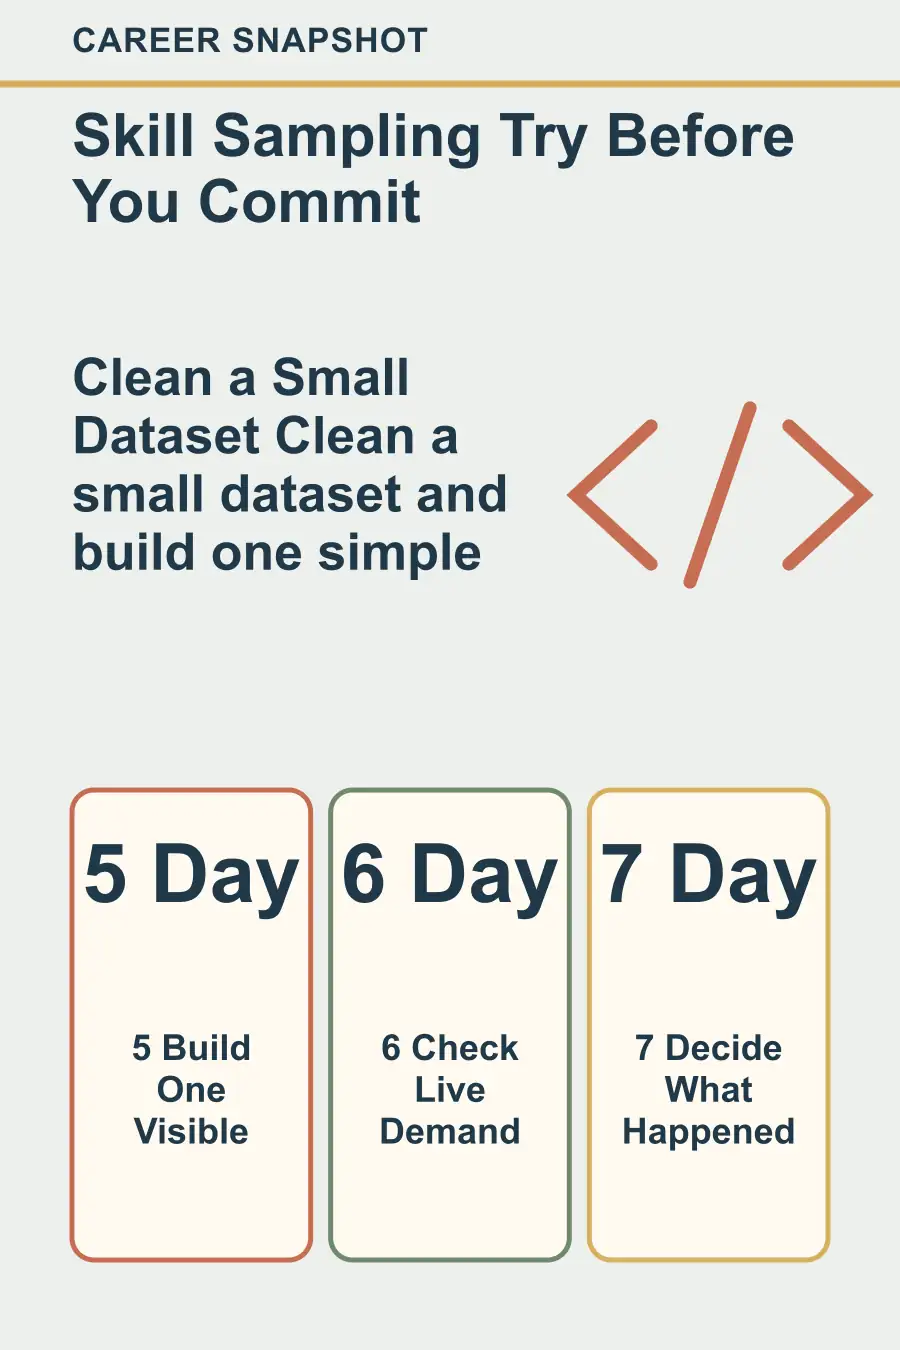 CAREER SNAPSHOT
Skill Sampling Try Before
You Commit
Clean a Small
Dataset Clean a
small dataset and
build one simple
5 Day
5 Build
One
Visible
6 Day
6 Check
Live
Demand
7 Day
7 Decide
What
Happened